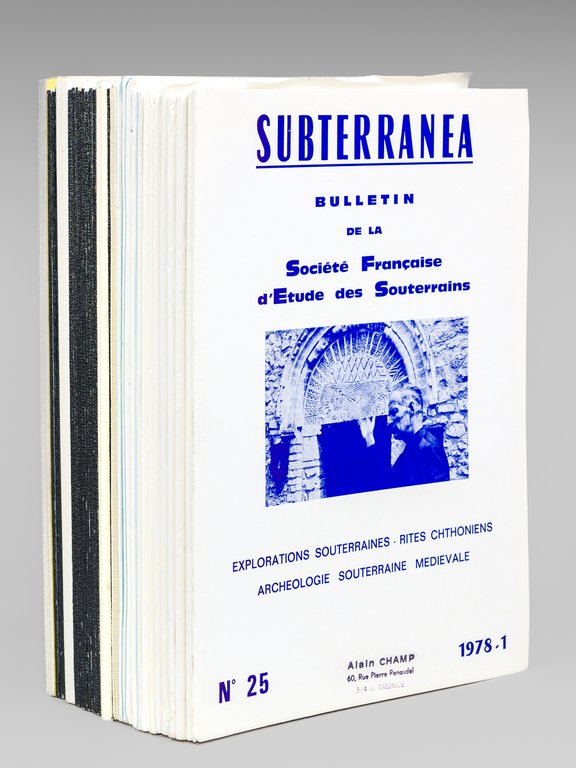 SUBTERRANEA
BULLETIN
DE LA
Société Française
d'Etude des Souterrains
EXPLORATIONS SOUTERRAINES - RITES CHTHONIENS
ARCHEOLOGIE SOUTERRAINE MEDIEVALE
Alain CHAMP
60, Rue Pierre Renaudel
TALENCE
N° 25
1978-1